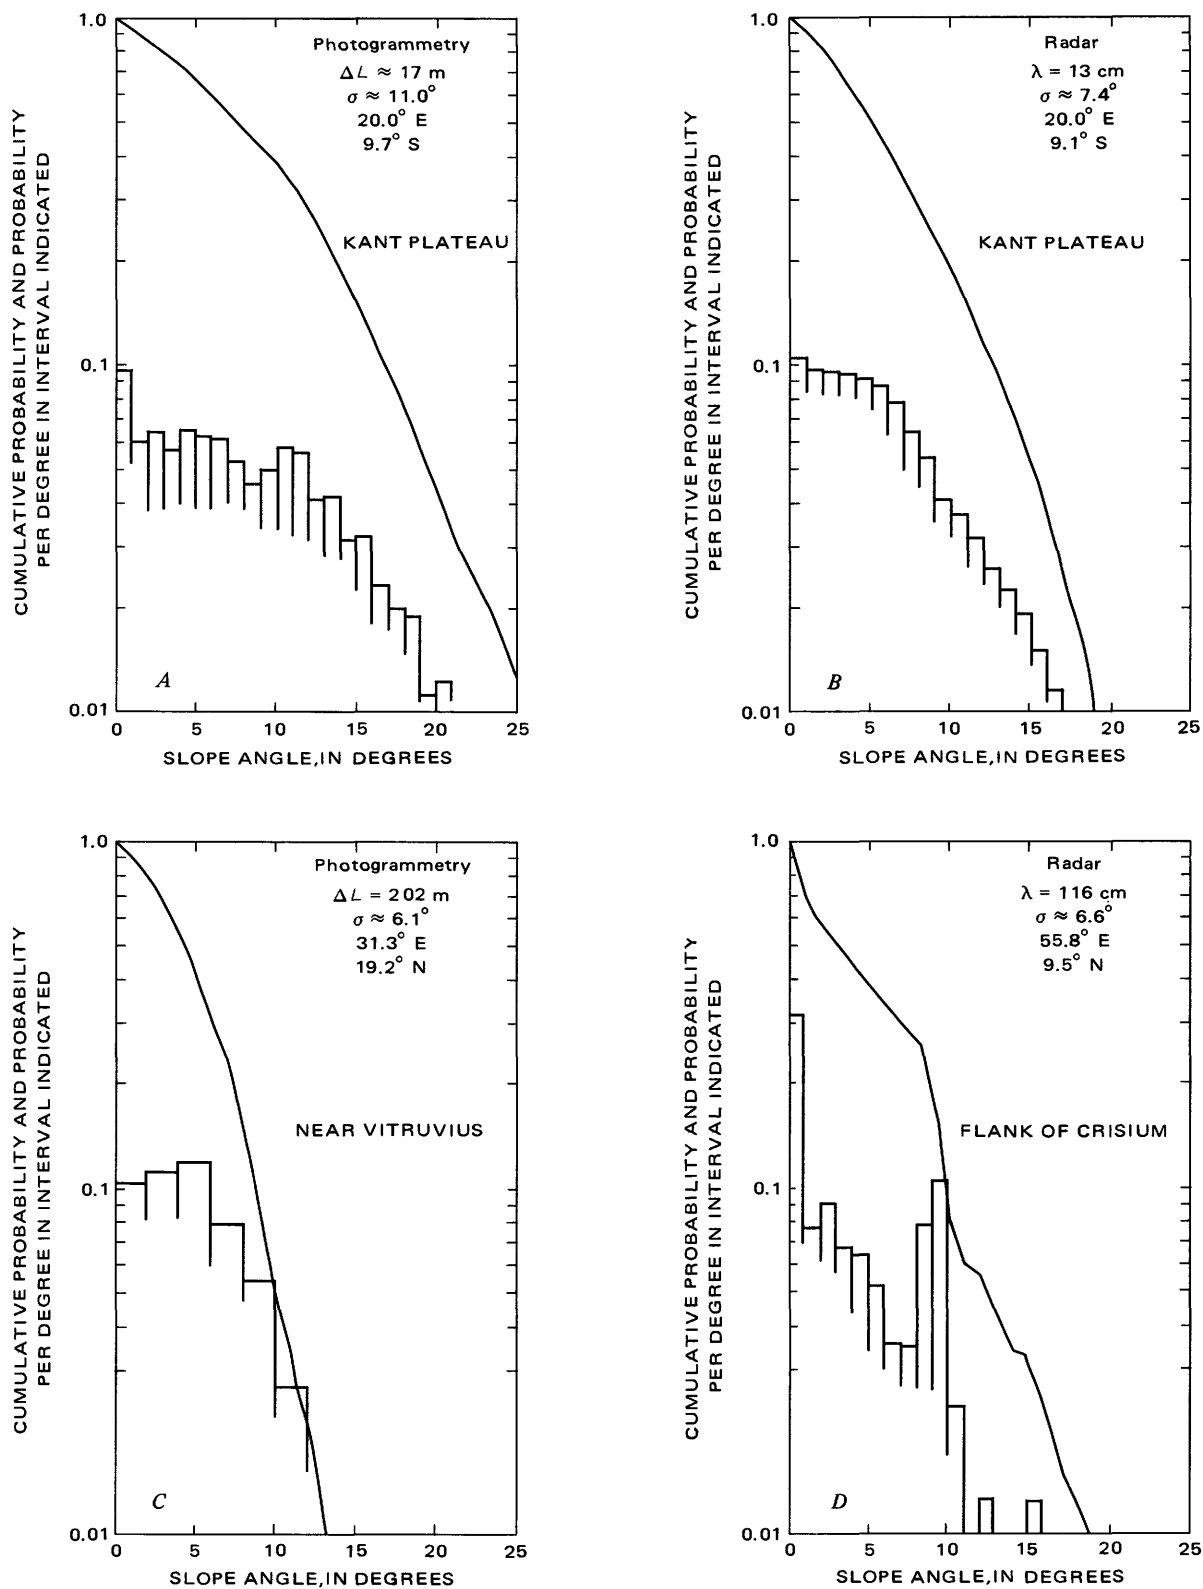 CUMULATIVE PROBABILITY AND PROBABILITY
PER DEGREE IN INTERVAL INDICATED
1.0
0.1
0.01
Photogrammetry
Δ L ≈ 17 m
σ ≈ 11.0°
20.0° E
9.7° S
KANT PLATEAU
A
0 5 10 15 20 25
SLOPE ANGLE,IN DEGREES
CUMULATIVE PROBABILITY AND PROBABILITY
PER DEGREE IN INTERVAL INDICATED
1.0
0.1
0.01
Radar
λ = 13 cm
σ ≈ 7.4°
20.0° E
9.1° S
KANT PLATEAU
B
0 5 10 15 20 25
SLOPE ANGLE,IN DEGREES
CUMULATIVE PROBABILITY AND PROBABILITY
PER DEGREE IN INTERVAL INDICATED
1.0
0.1
0.01
Photogrammetry
Δ L = 202 m
σ ≈ 6.1°
31.3° E
19.2° N
NEAR VITRUVIUS
C
0 5 10 15 20 25
SLOPE ANGLE,IN DEGREES
CUMULATIVE PROBABILITY AND PROBABILITY
PER DEGREE IN INTERVAL INDICATED
1.0
0.1
0.01
Radar
λ = 116 cm
σ ≈ 6.6°
55.8° E
9.5° N
FLANK OF CRISIUM
D
0 5 10 15 20 25
SLOPE ANGLE,IN DEGREES